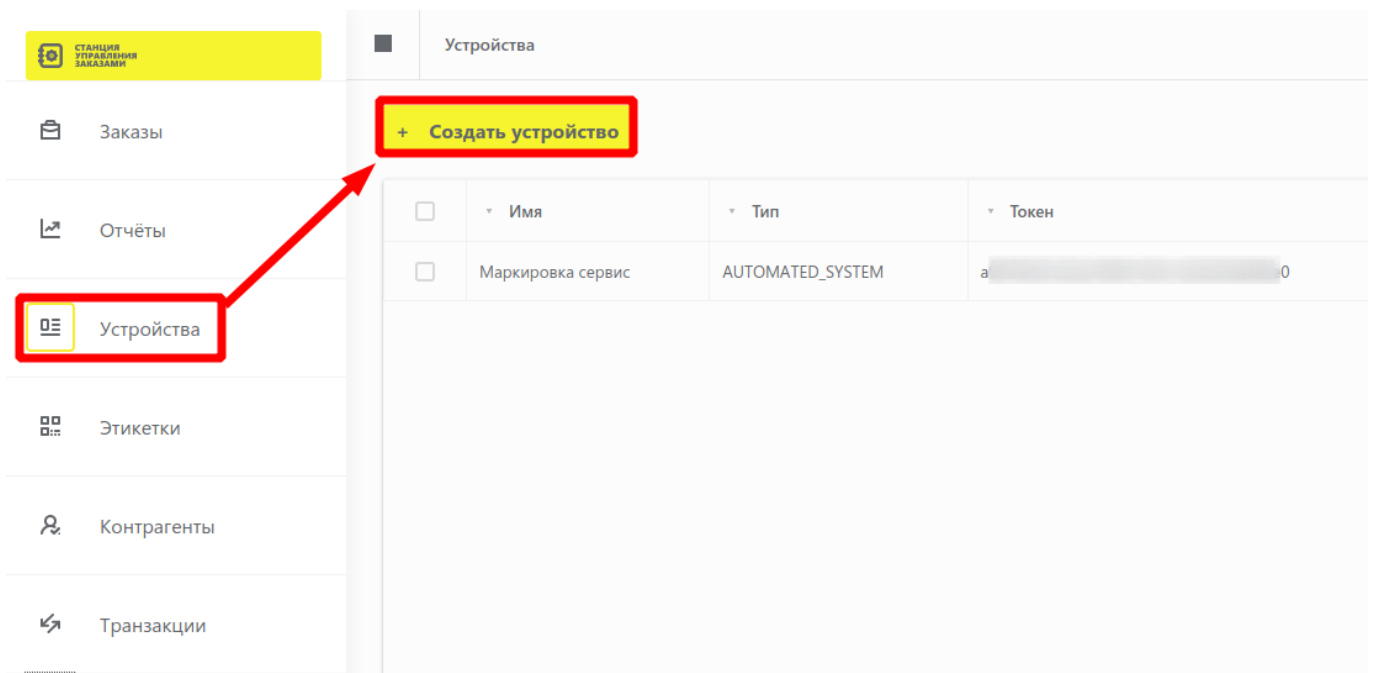 СТАНЦИЯ
УПРАВЛЕНИЯ
ЗАКАЗАМИ
Устройства
Заказы
+ Создать устройство
Отчёты
Имя Тип Токен
Маркировка сервис AUTOMATED_SYSTEM
Устройства
Этикетки
Контрагенты
Транзакции